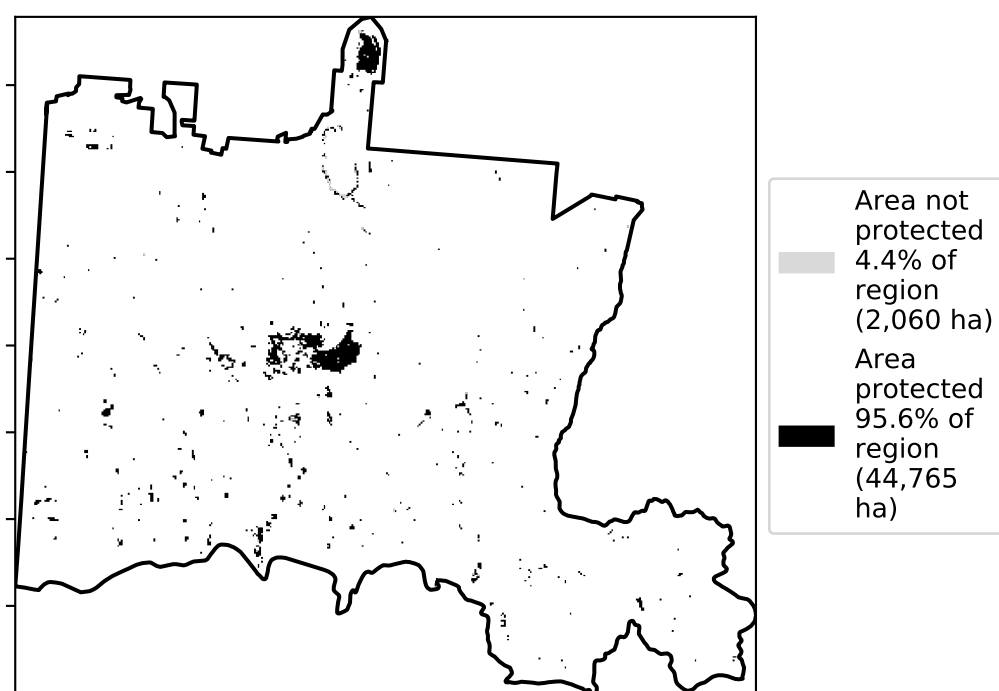 Area not
protected
4.4% of
region
(2,060 ha)
Area
protected
95.6% of
region
(44,765
ha)